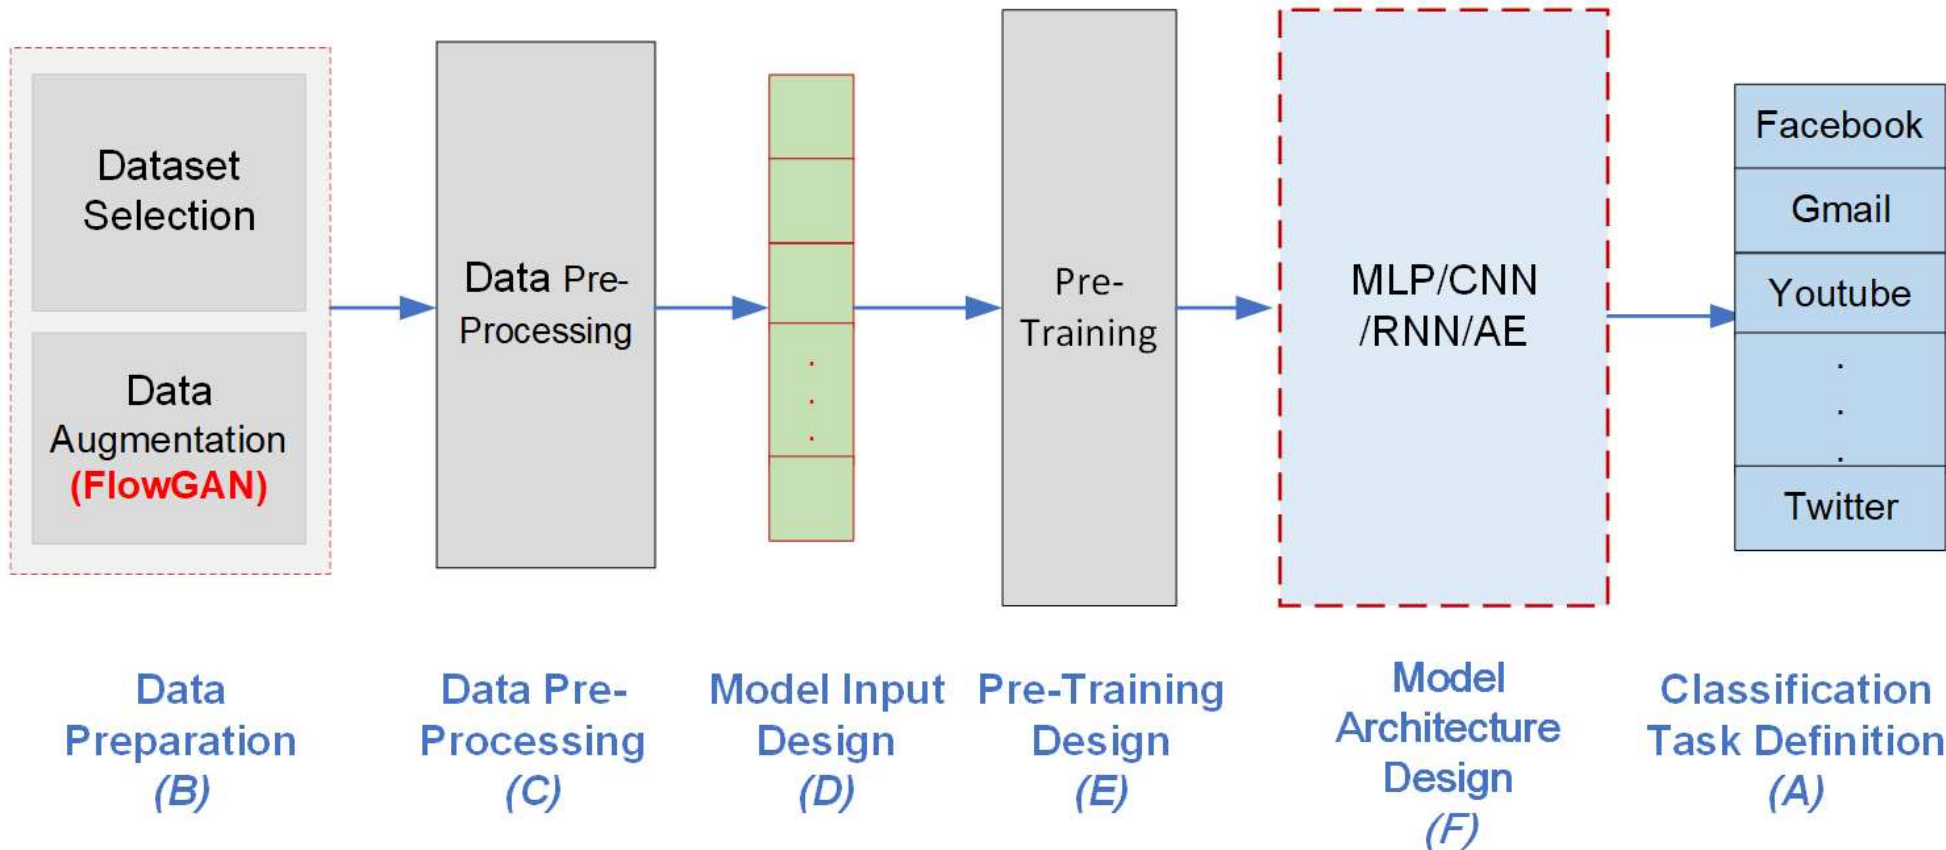 Dataset
Selection
Data
Augmentation
(FlowGAN)
Data Pre-
Processing
.
.
.
Pre-
Training
MLP/CNN
/RNN/AE
Facebook
Gmail
Youtube
.
.
.
Twitter
Data
Preparation
(B)
Data Pre-
Processing
(C)
Model Input
Design
(D)
Pre-Training
Design
(E)
Model
Architecture
Design
(F)
Classification
Task Definition
(A)